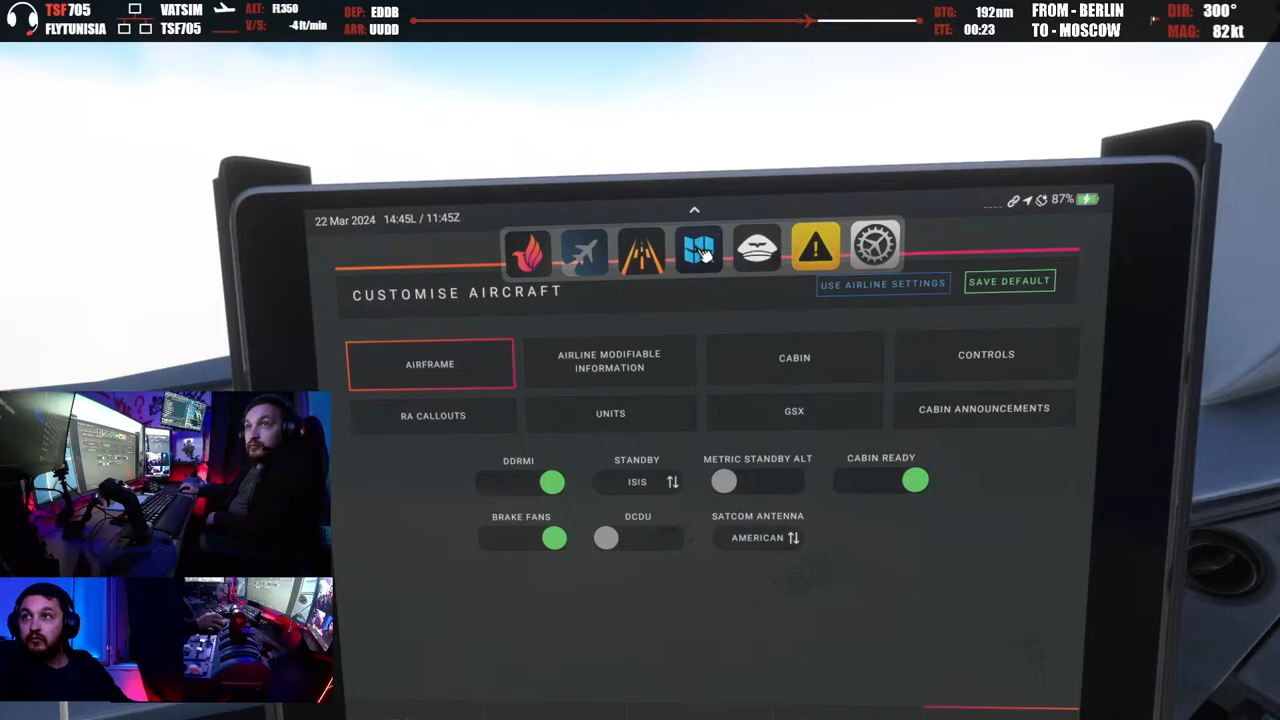 TSF705
FLYTUNISIA
VATSIM
TSF705
ALT: FL350
V/S: -4ft/min
DEP: EDDB
ARR: UUDD
DTG: 192nm
ETE: 00:23
FROM - BERLIN
TO - MOSCOW
DIR: 300°
MAG: 82kt
22 Mar 2024 14:45L / 11:45Z
87%
CUSTOMISE AIRCRAFT
USE AIRLINE SETTINGS
SAVE DEFAULT
AIRFRAME
AIRLINE MODIFIABLE
INFORMATION
CABIN
CONTROLS
RA CALLOUTS
UNITS
GSX
CABIN ANNOUNCEMENTS
DDRMI
STANDBY
METRIC STANDBY ALT
CABIN READY
ISIS
BRAKE FANS
DCDU
SATCOM ANTENNA
AMERICAN